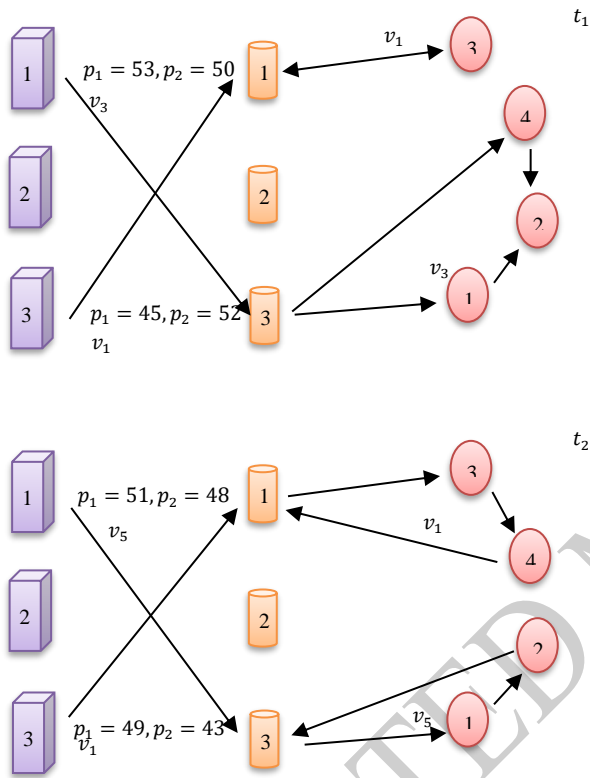 t₁
1 p₁ = 53, p₂ = 50 1 v₁ 3
v₃
4
2 2 2
v₃
3 p₁ = 45, p₂ = 52 3 1
v₁
t₂
1 p₁ = 51, p₂ = 48 1 3
v₅ v₁
4
2 2 2
v₅
3 p₁ = 49, p₂ = 43 3 1
v₁
TED